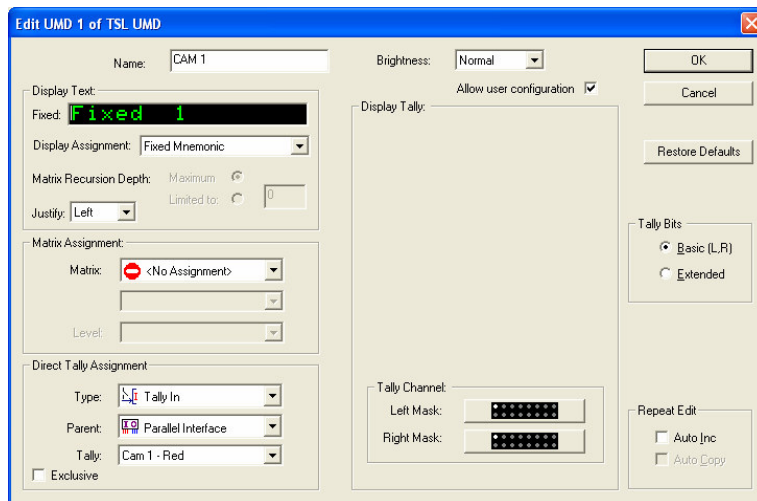 Edit UMD 1 of TSL UMD
Name: CAM 1
Brightness: Normal
OK
Allow user configuration
Cancel
Display Text:
Fixed: Fixed 1
Display Assignment: Fixed Mnemonic
Matrix Recursion Depth: Maximum
Limited to: 0
Justify: Left
Display Tally:
Restore Defaults
Matrix Assignment:
Matrix: <No Assignment>
Level:
Tally Bits
Basic (L,R)
Extended
Direct Tally Assignment
Type: Tally In
Parent: Parallel Interface
Tally: Cam 1 - Red
Exclusive
Tally Channel:
Left Mask:
Right Mask:
Repeat Edit
Auto Inc
Auto Copy